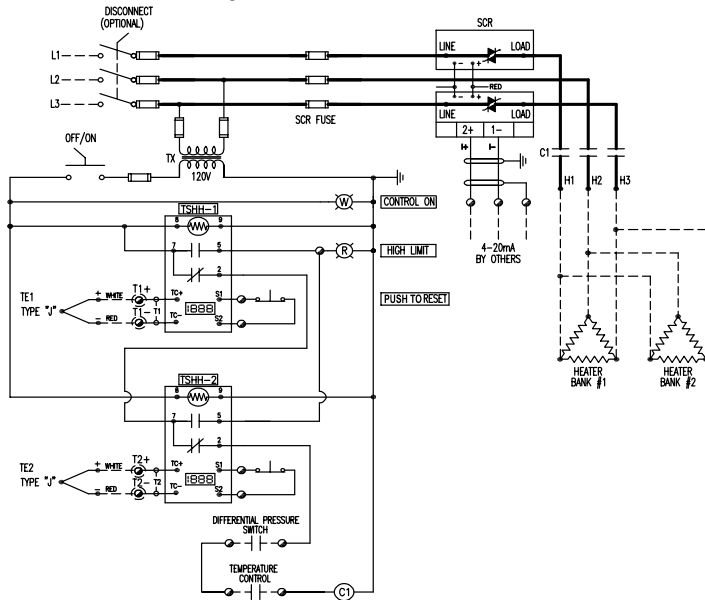 DISCONNECT
(OPTIONAL)
SCR
LINE
LOAD
L1
L2
L3
- +
RED
- +
LINE
LOAD
SCR FUSE
2+
1-
OFF/ON
TX
120V
C1
H1
H2
H3
W
CONTROL ON
TSHH-1
8
9
7
5
R
HIGH LIMIT
4-20mA
BY OTHERS
2
TE1
TYPE "J"
+ WHITE
T1+
TC+
S1
PUSH TO RESET
T1
1888
- RED
T1-
TC-
S2
TSHH-2
8
9
HEATER
BANK #1
HEATER
BANK #2
7
5
2
TE2
TYPE "J"
+ WHITE
T2+
TC+
S1
T2
1888
- RED
T2-
TC-
S2
DIFFERENTIAL PRESSURE
SWITCH
TEMPERATURE
CONTROL
C1